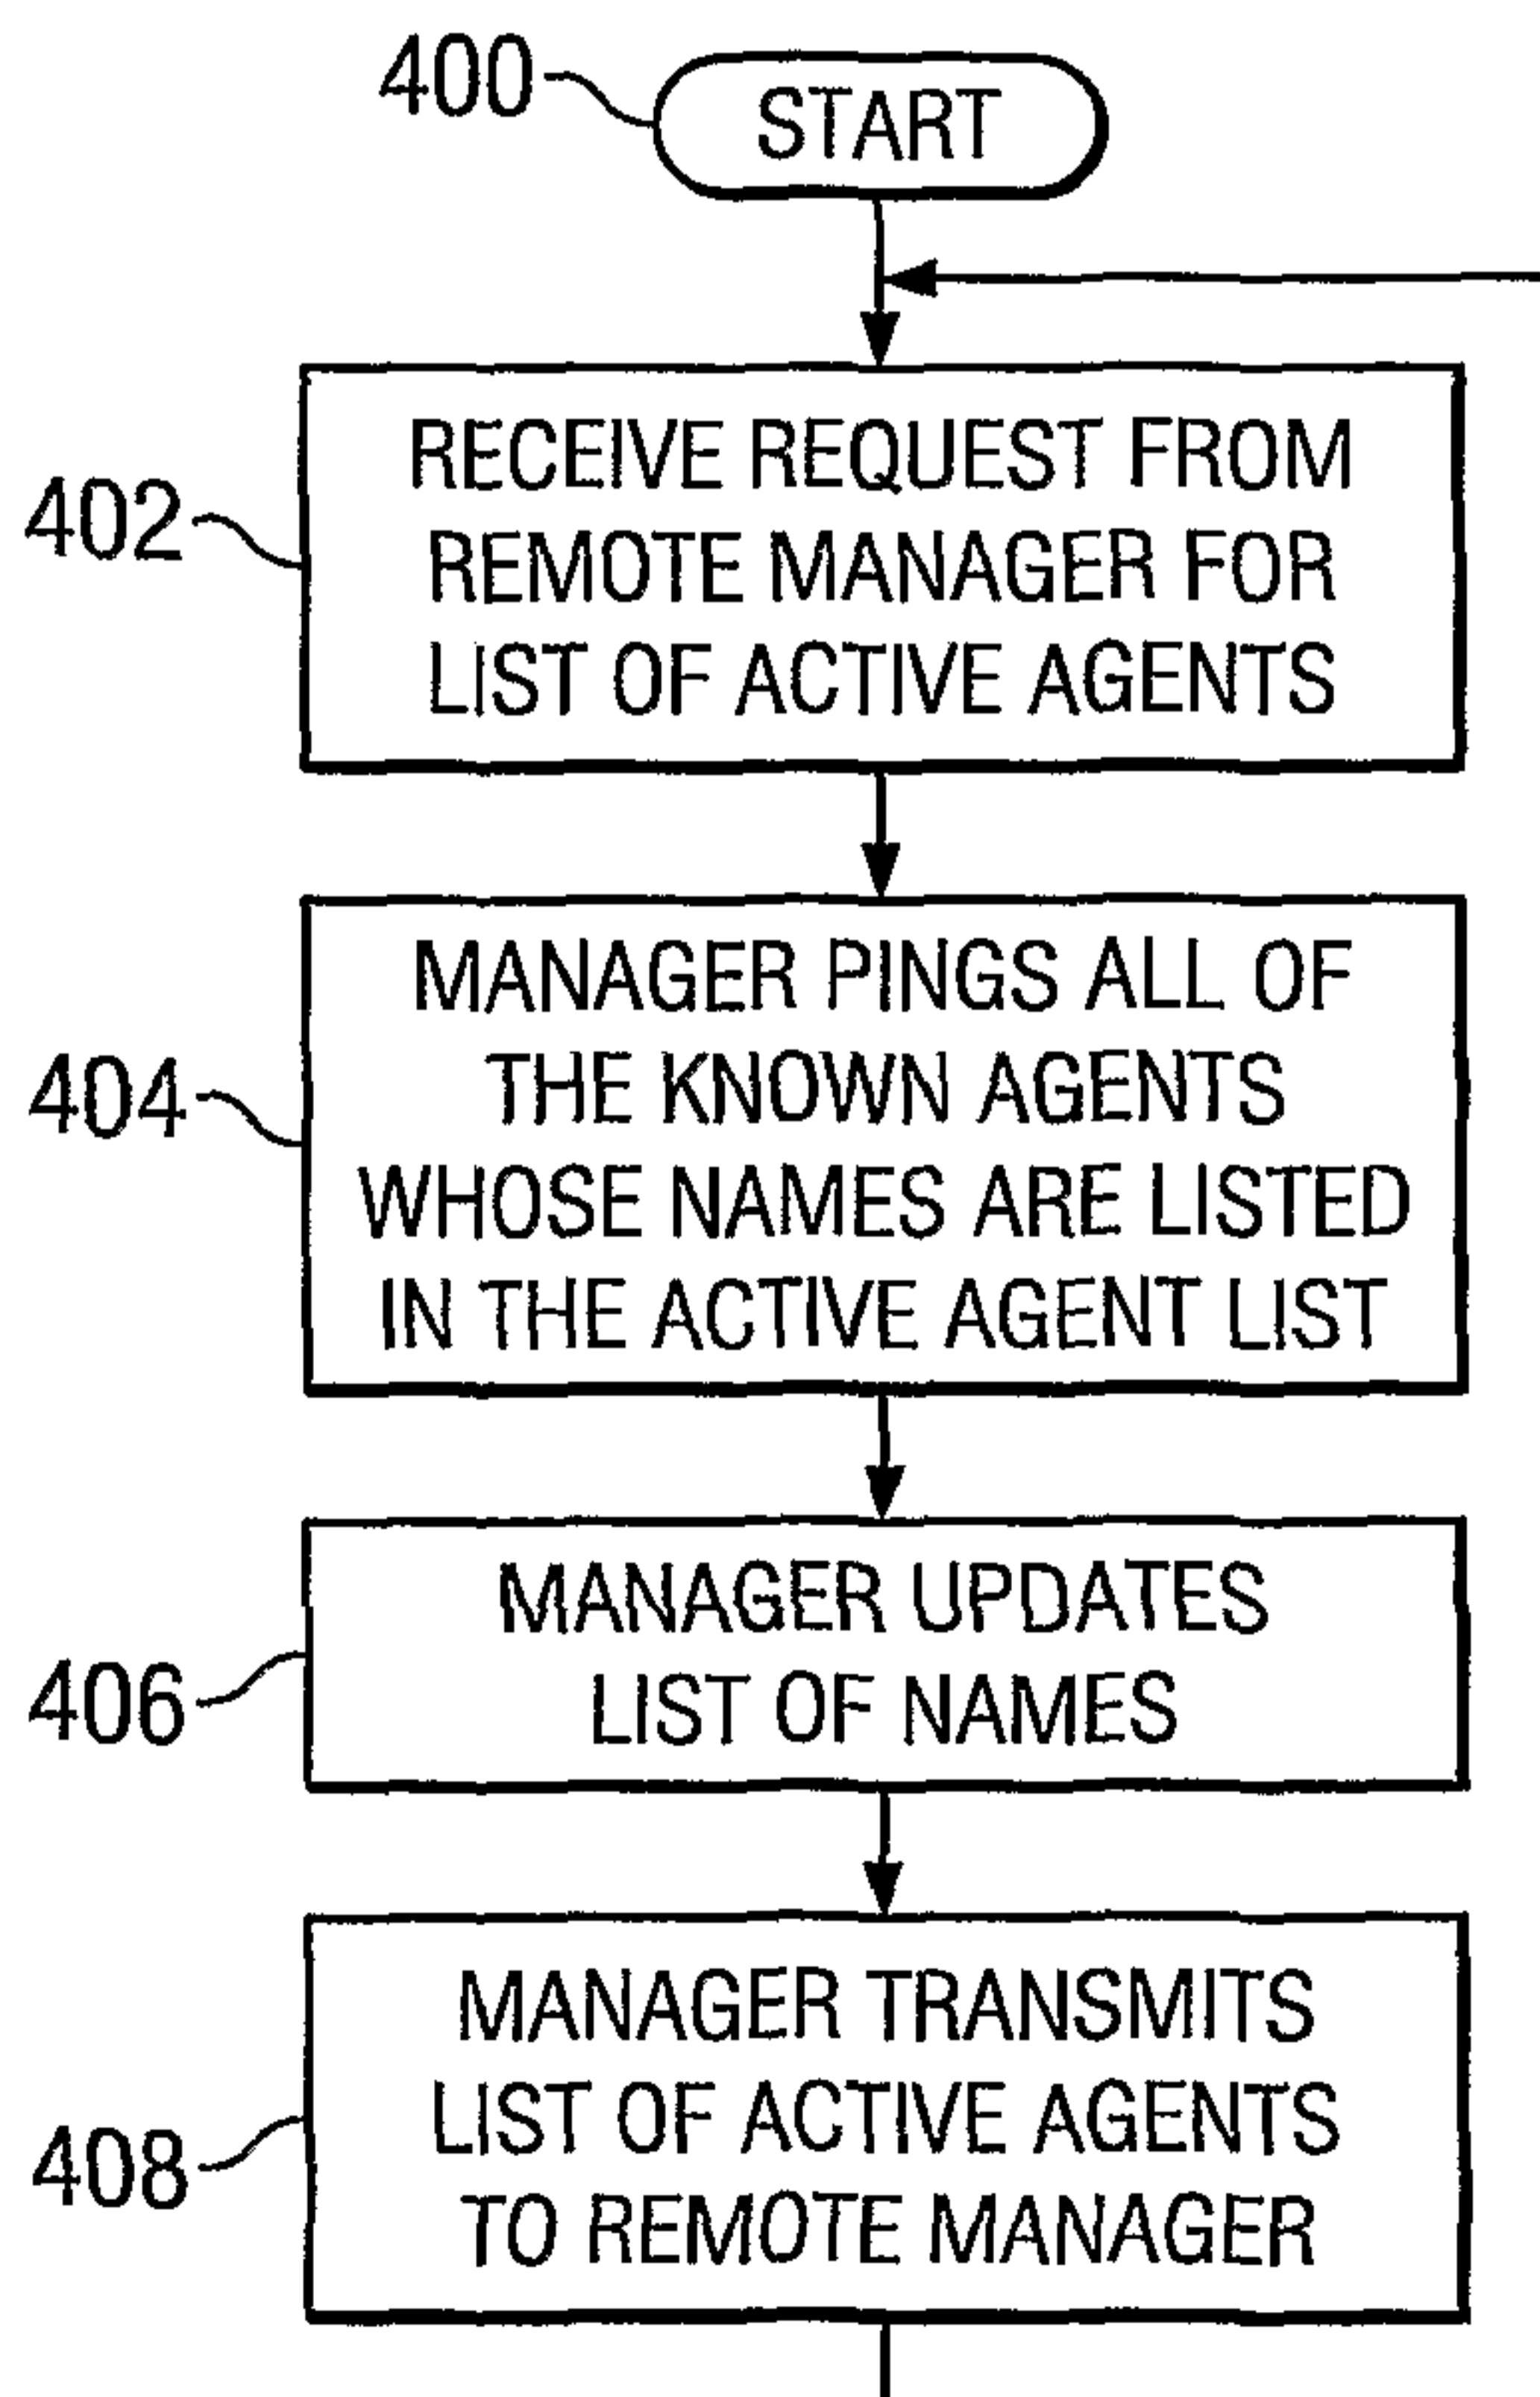 400
START
402
RECEIVE REQUEST FROM
REMOTE MANAGER FOR
LIST OF ACTIVE AGENTS
404
MANAGER PINGS ALL OF
THE KNOWN AGENTS
WHOSE NAMES ARE LISTED
IN THE ACTIVE AGENT LIST
406
MANAGER UPDATES
LIST OF NAMES
408
MANAGER TRANSMITS
LIST OF ACTIVE AGENTS
TO REMOTE MANAGER